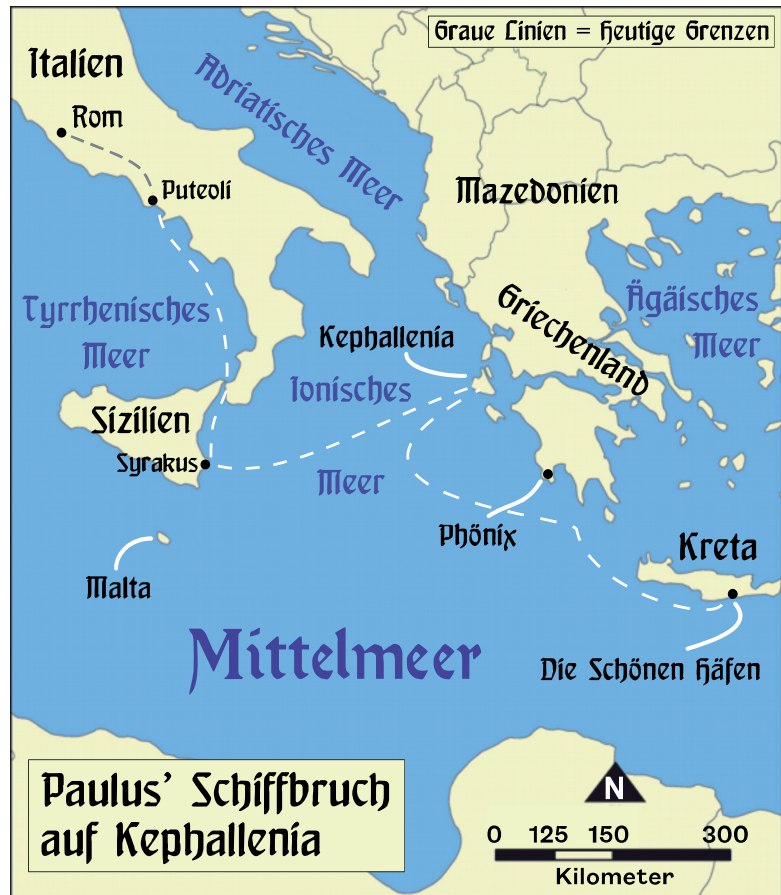 Graue Linien = Heutige Grenzen
Italien
Adriatisches Meer
Rom
Puteoli
Mazedonien
Tyrrhenisches
Meer
Griechenland
Ägäisches
Meer
Kephallenia
Ionisches
Meer
Sizilien
Syrakus
Phönix
Malta
Kreta
Mittelmeer
Die Schönen Häfen
Paulus' Schiffbruch
auf Kephallenia
N
0 125 150 300
Kilometer